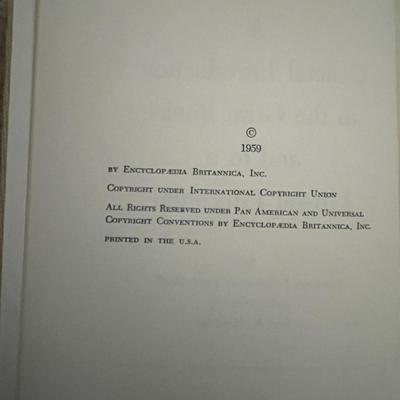 ©
1959
BY ENCYCLOPÆDIA BRITANNICA, INC.
COPYRIGHT UNDER INTERNATIONAL COPYRIGHT UNION
ALL RIGHTS RESERVED UNDER PAN AMERICAN AND UNIVERSAL
COPYRIGHT CONVENTIONS BY ENCYCLOPÆDIA BRITANNICA, INC.
PRINTED IN THE U.S.A.